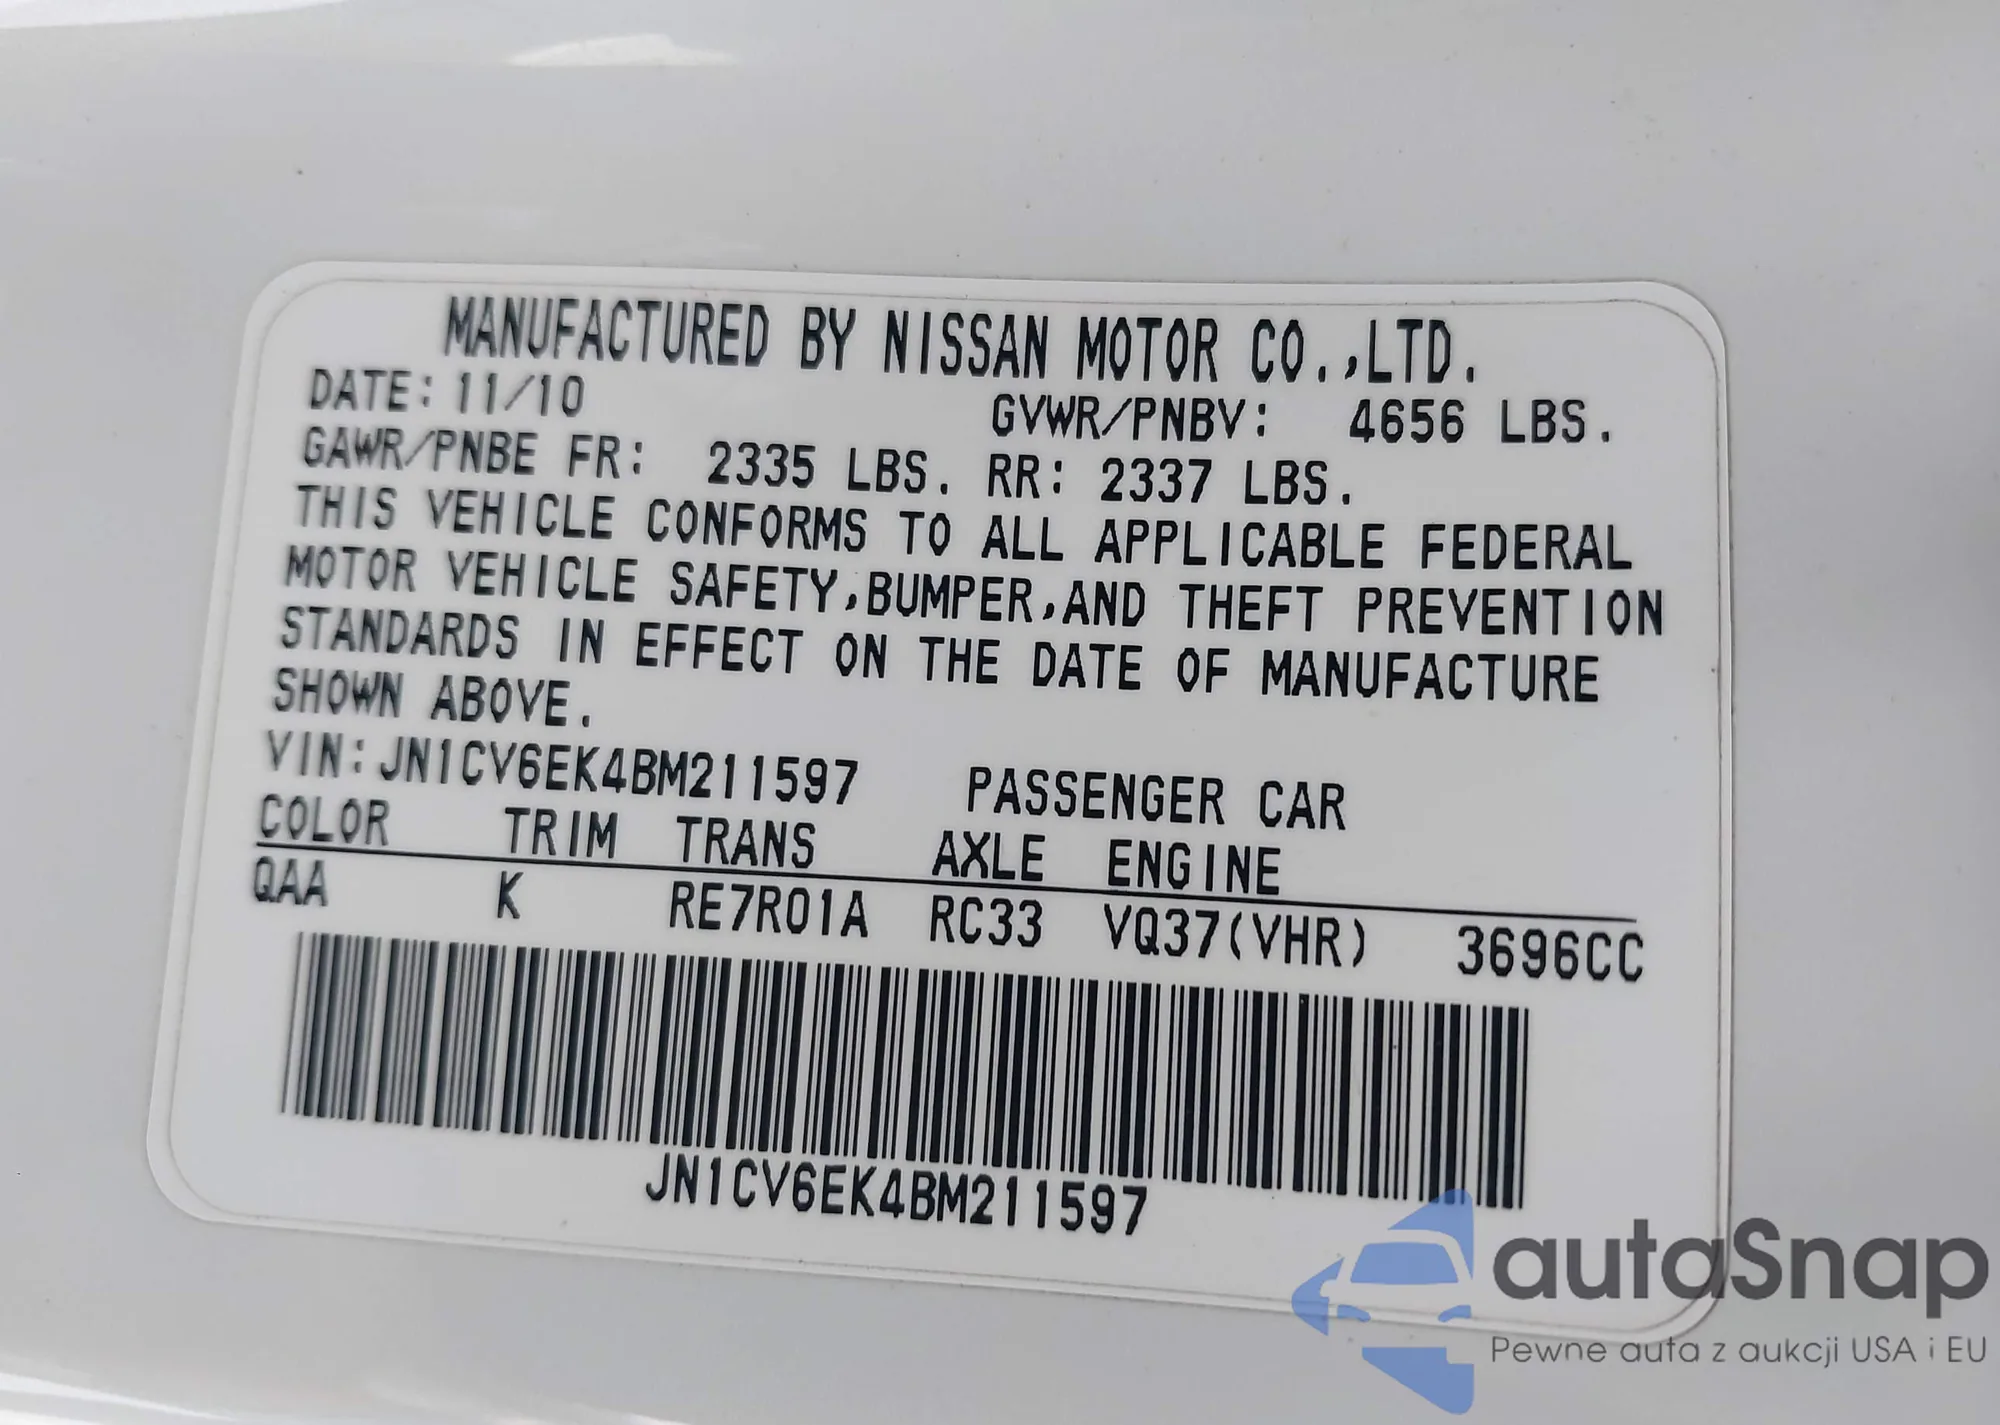 MANUFACTURED BY NISSAN MOTOR CO.,LTD.
DATE: 11/10 GVWR/PNBV: 4656 LBS.
GAWR/PNBE FR: 2335 LBS. RR: 2337 LBS.
THIS VEHICLE CONFORMS TO ALL APPLICABLE FEDERAL
MOTOR VEHICLE SAFETY,BUMPER,AND THEFT PREVENTION
STANDARDS IN EFFECT ON THE DATE OF MANUFACTURE
SHOWN ABOVE.
VIN:JN1CV6EK4BM211597 PASSENGER CAR
COLOR TRIM TRANS AXLE ENGINE
QAA K RE7R01A RC33 VQ37(VHR) 3696CC
JN1CV6EK4BM211597
autoSnap
Pewne auta z aukcji USA i EU